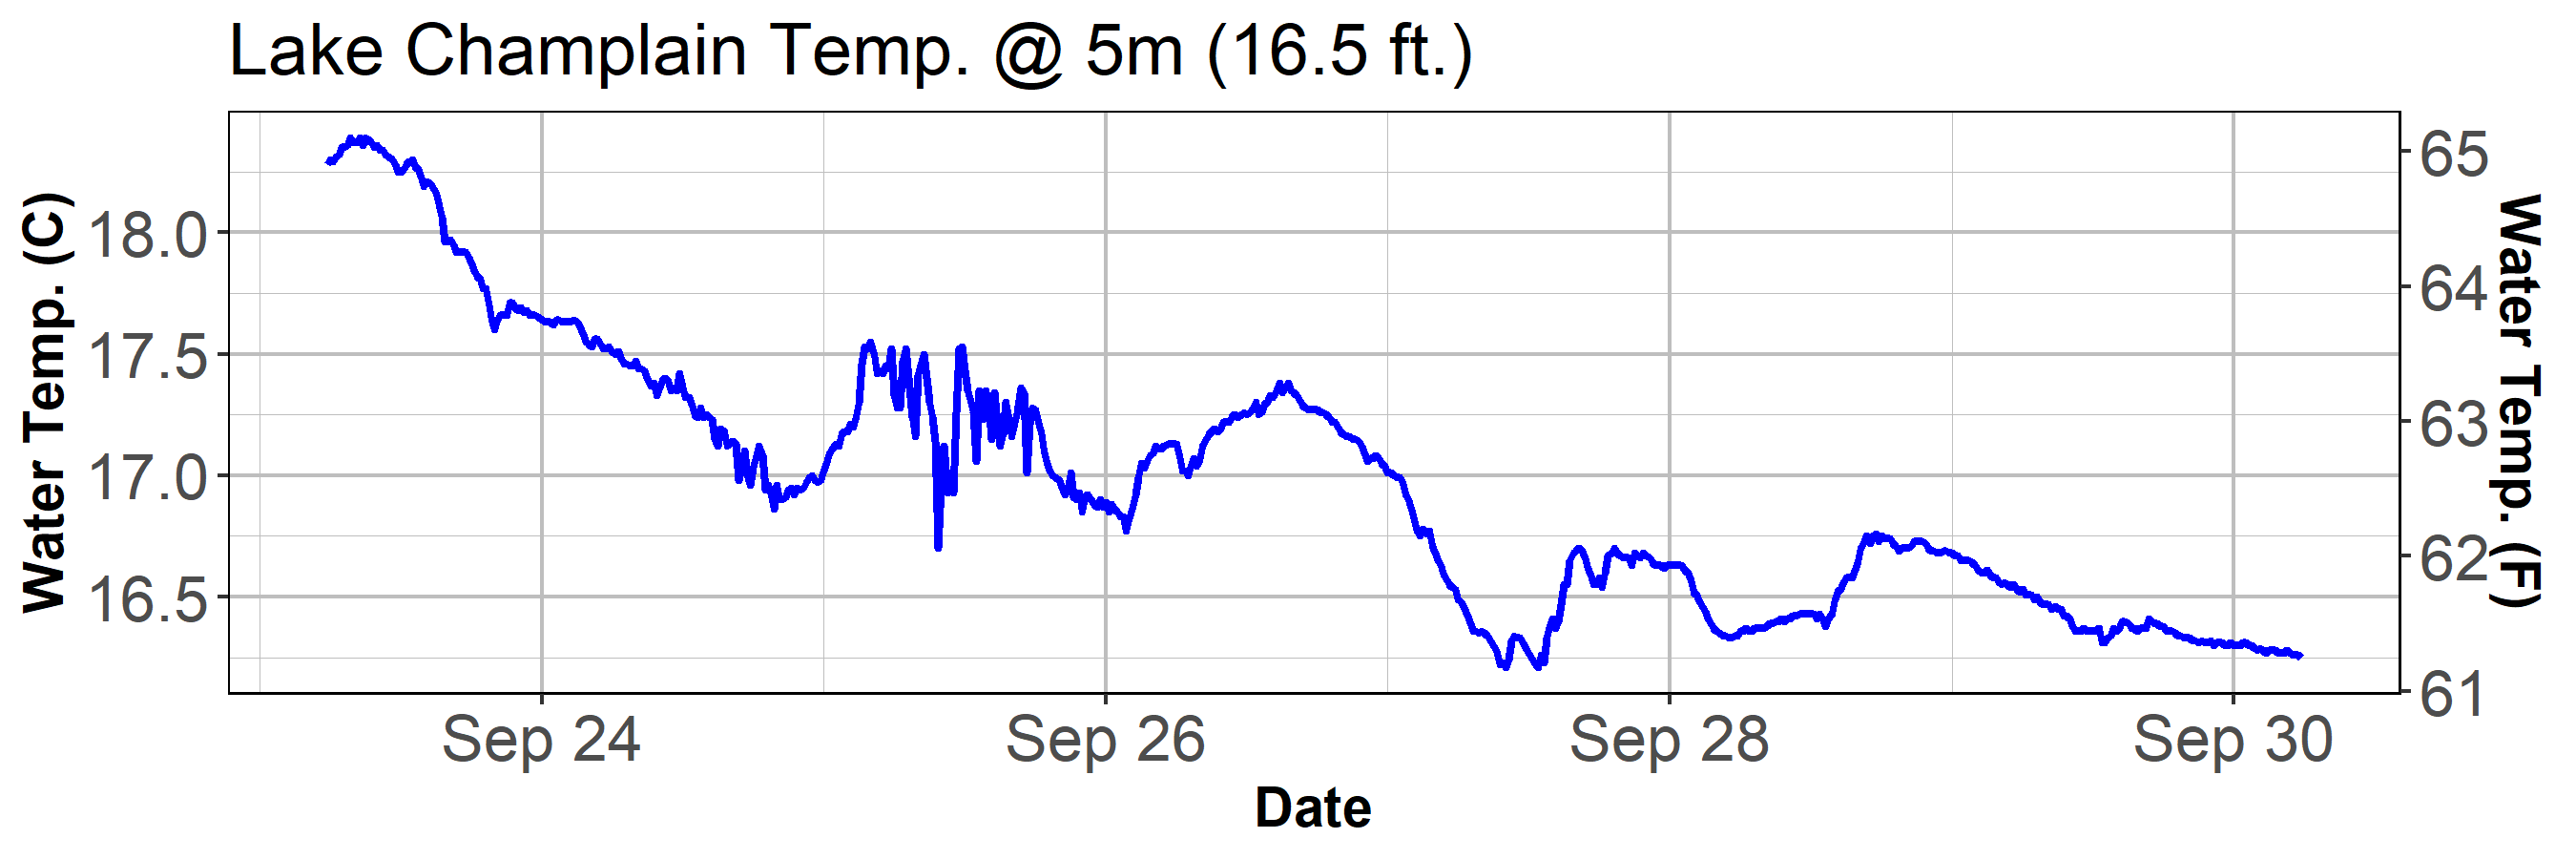 Lake Champlain Temp. @ 5m (16.5 ft.)
Water Temp. (C)
18.0
17.5
17.0
16.5
65
64
63
62
61
Water Temp. (F)
Sep 24
Sep 26
Sep 28
Sep 30
Date